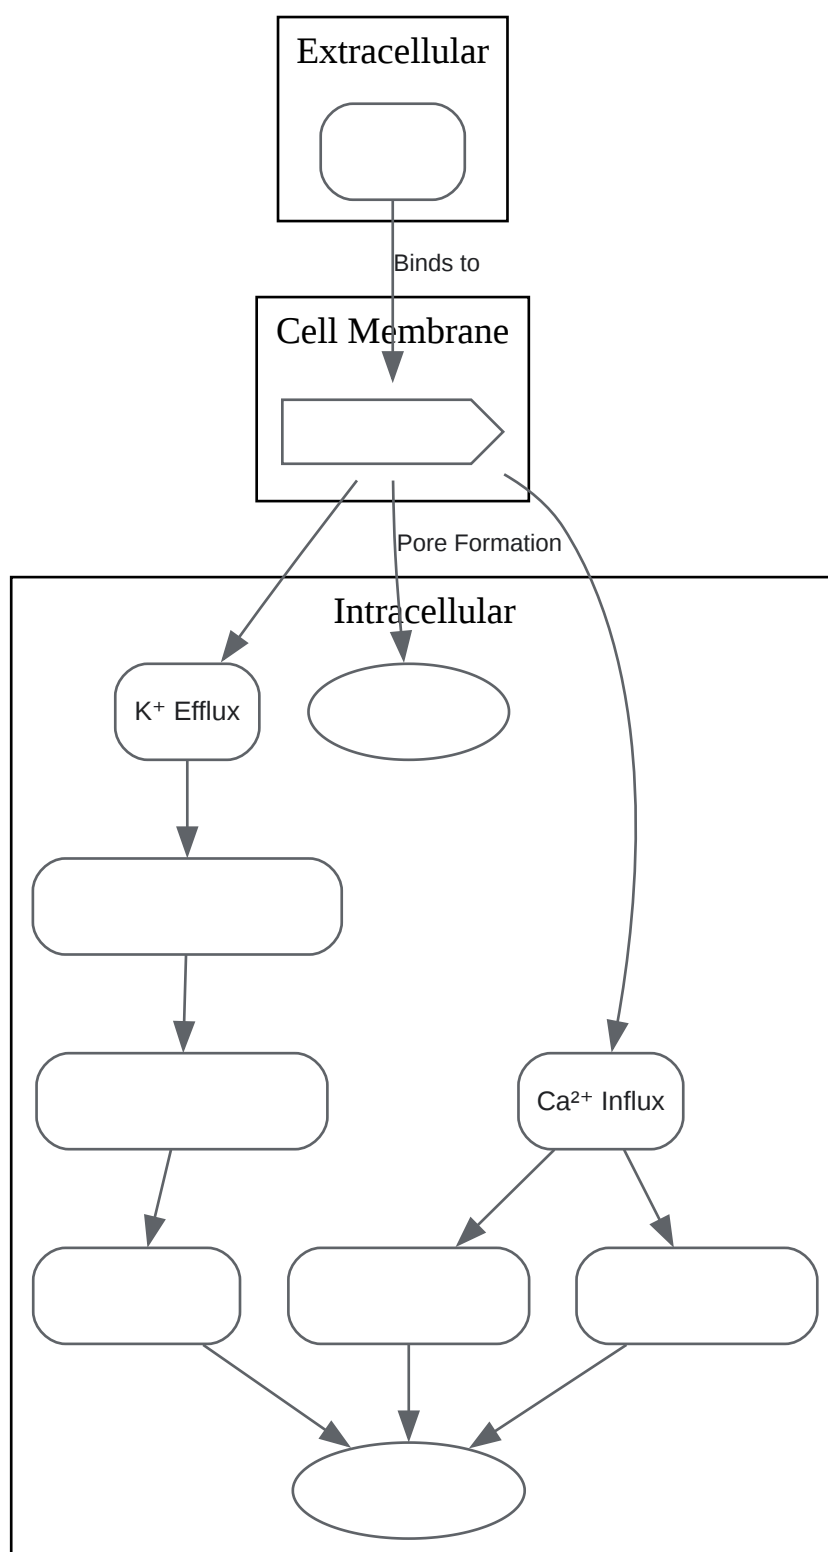 Extracellular
Binds to
Cell Membrane
Pore Formation
Intracellular
K⁺ Efflux
Ca²⁺ Influx